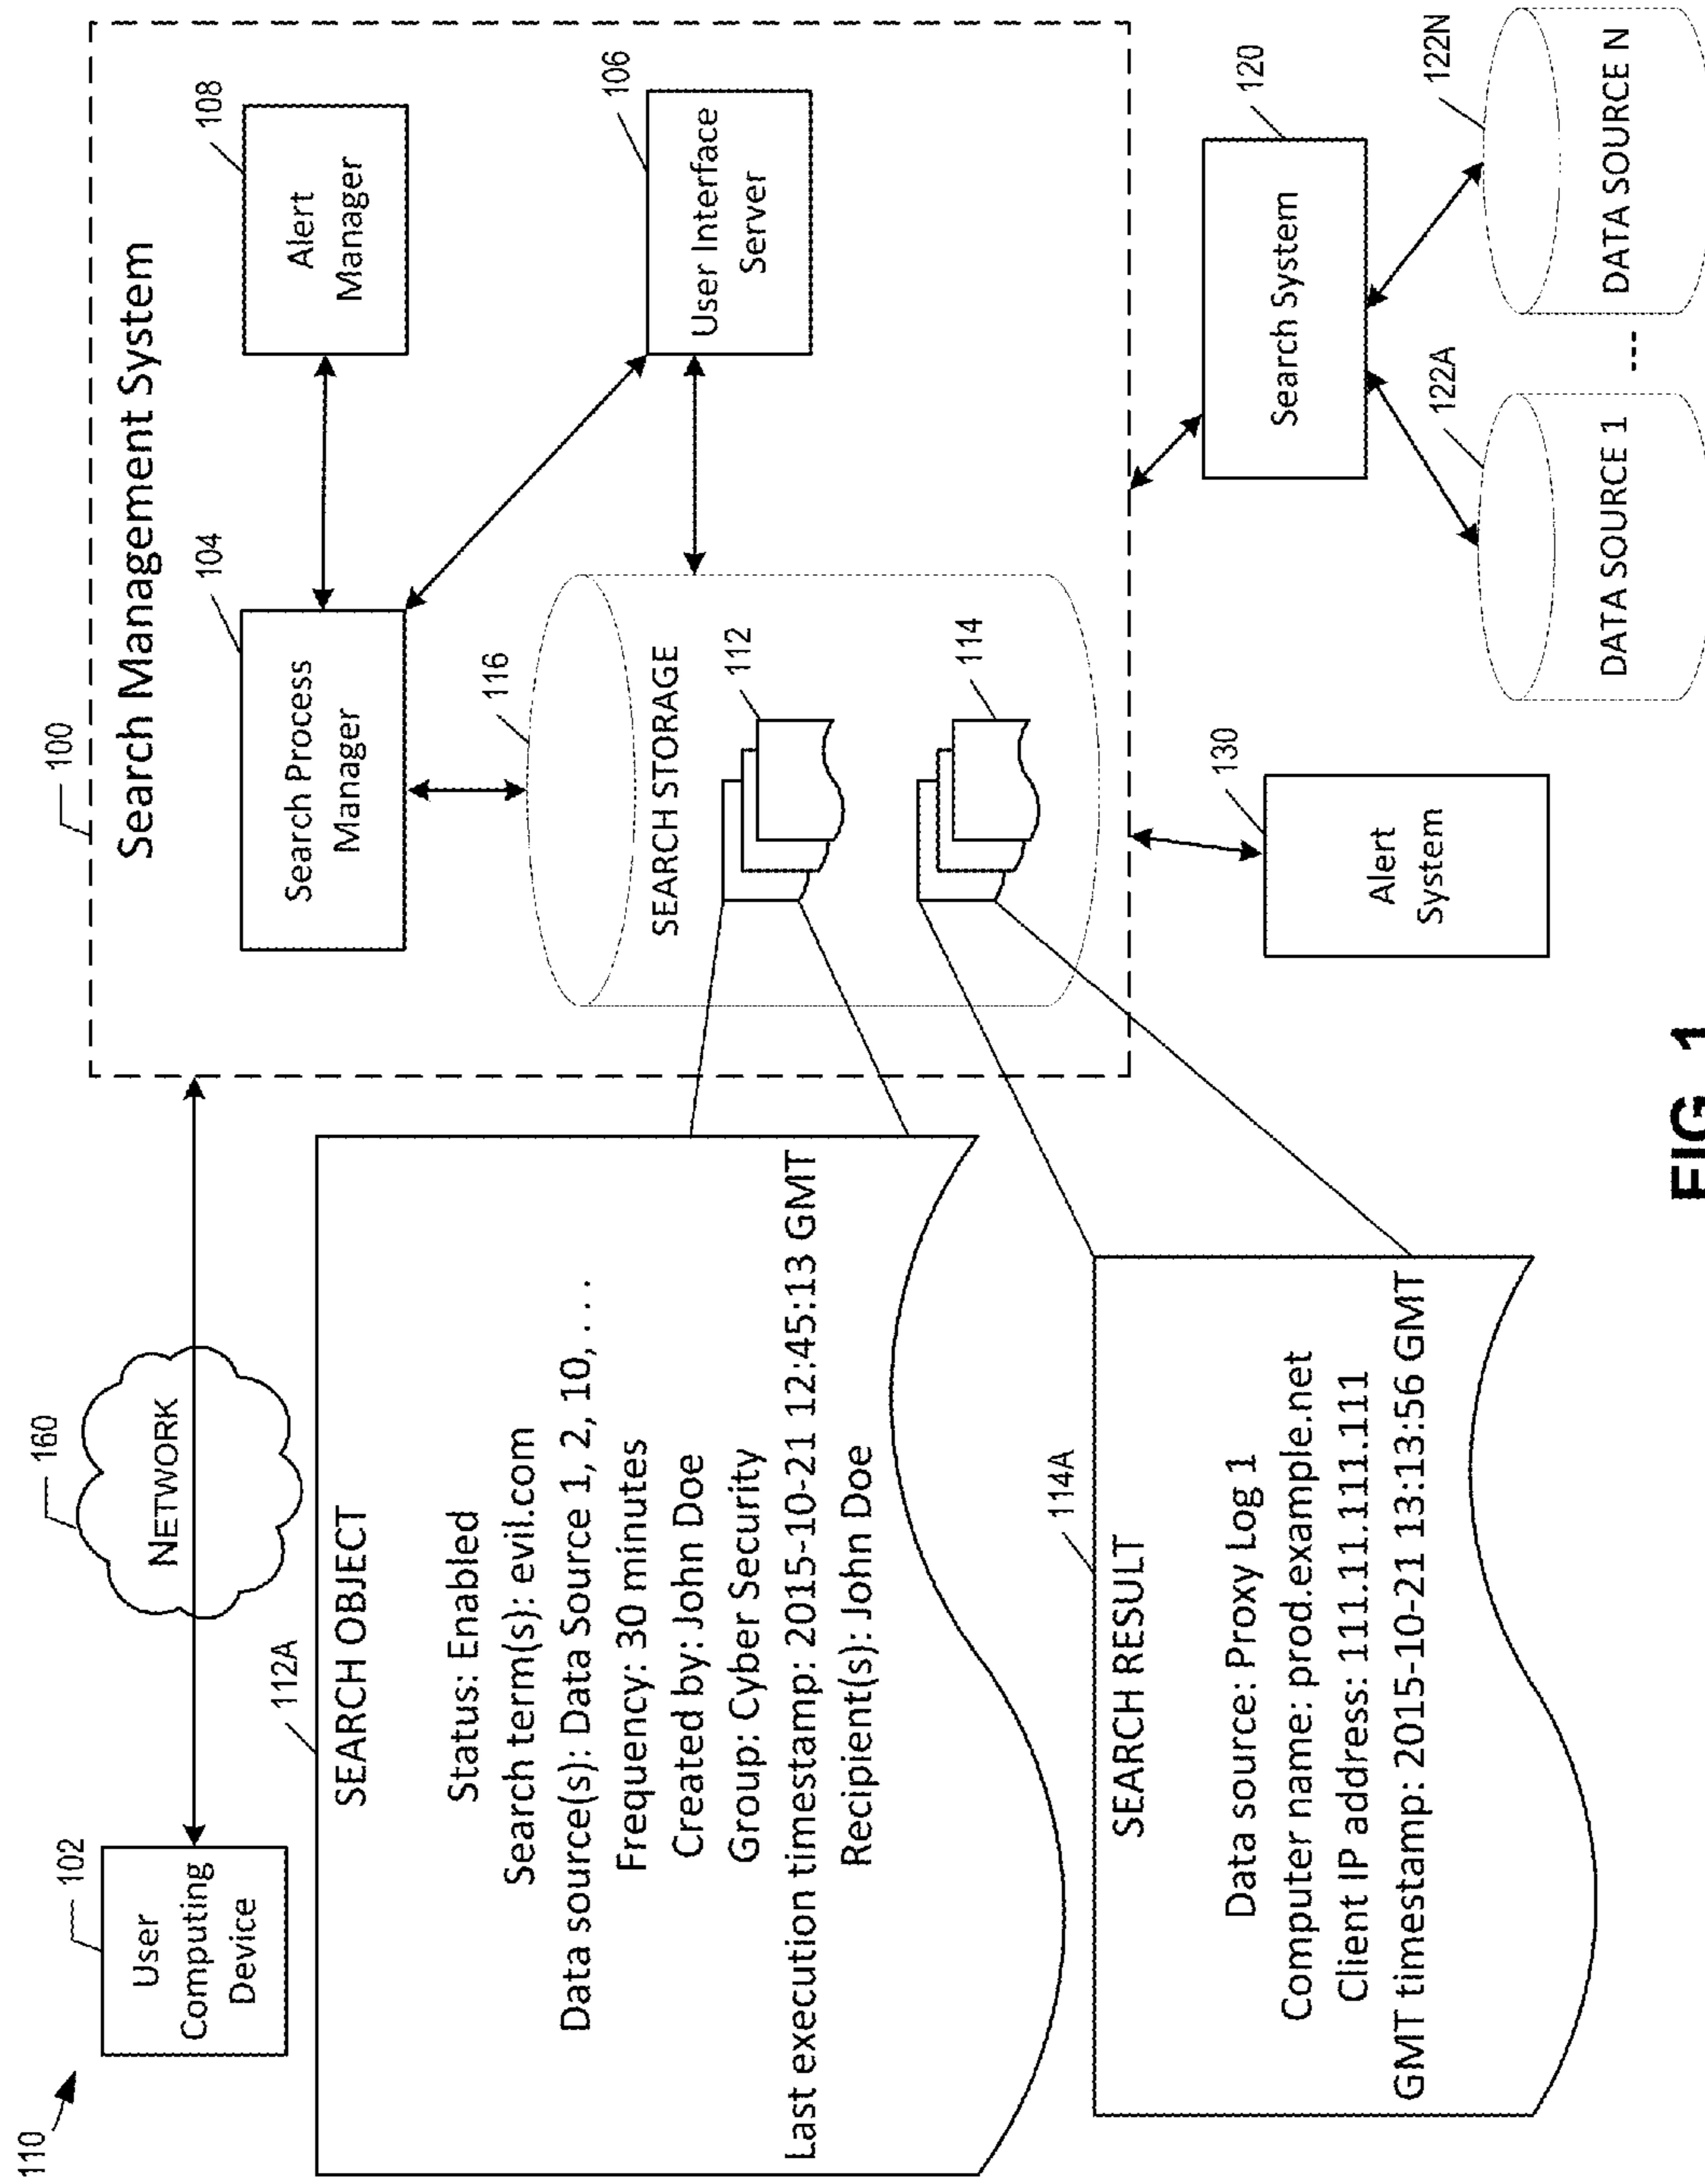 110
102
User
Computing
Device
160
NETWORK
100
Search Management System
104
Search Process
Manager
108
Alert
Manager
106
User Interface
Server
116
SEARCH STORAGE
112
114
112A
SEARCH OBJECT
Status: Enabled
Search term(s): evil.com
Data source(s): Data Source 1, 2, 10, . . .
Frequency: 30 minutes
Created by: John Doe
Group: Cyber Security
Last execution timestamp: 2015-10-21 12:45:13 GMT
Recipient(s): John Doe
114A
SEARCH RESULT
Data source: Proxy Log 1
Computer name: prod.example.net
Client IP address: 111.11.111.111
GMT timestamp: 2015-10-21 13:13:56 GMT
130
Alert
System
120
Search System
122A
DATA SOURCE 1
---
122N
DATA SOURCE N
FIG. 1